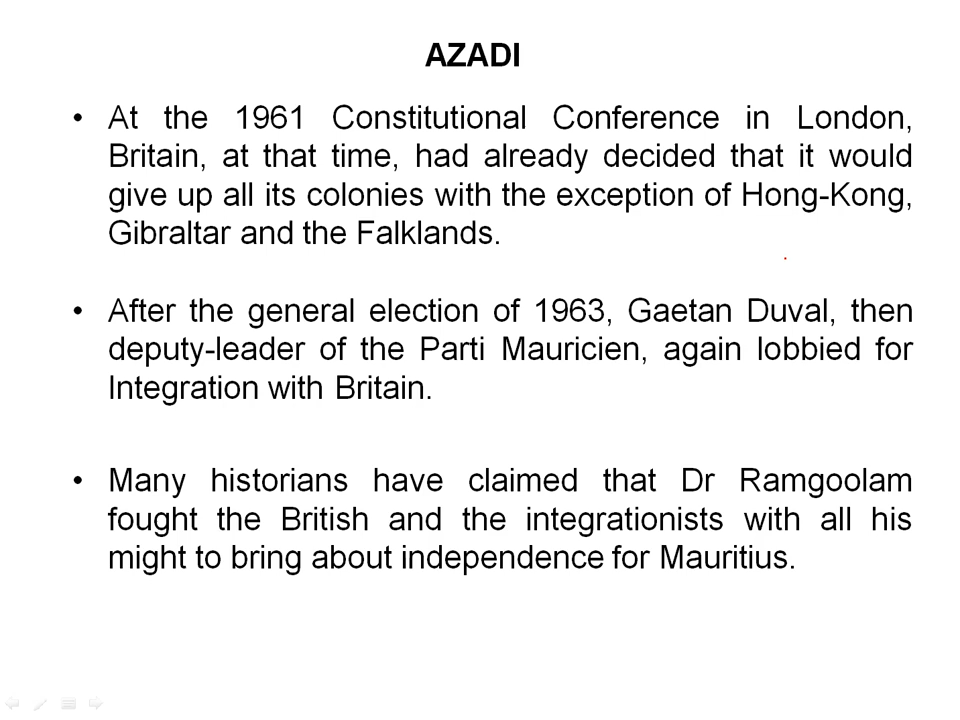 AZADI
• At the 1961 Constitutional Conference in London,
Britain, at that time, had already decided that it would
give up all its colonies with the exception of Hong-Kong,
Gibraltar and the Falklands.
• After the general election of 1963, Gaetan Duval, then
deputy-leader of the Parti Mauricien, again lobbied for
Integration with Britain.
• Many historians have claimed that Dr Ramgoolam
fought the British and the integrationists with all his
might to bring about independence for Mauritius.